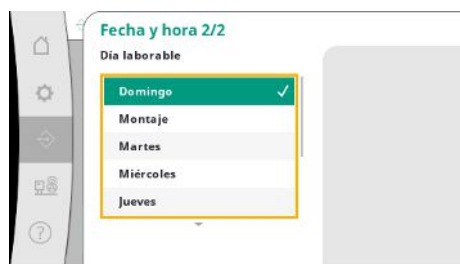 Fecha y hora 2/2
Día laborable
Domingo
Montaje
Martes
Miércoles
Jueves
?